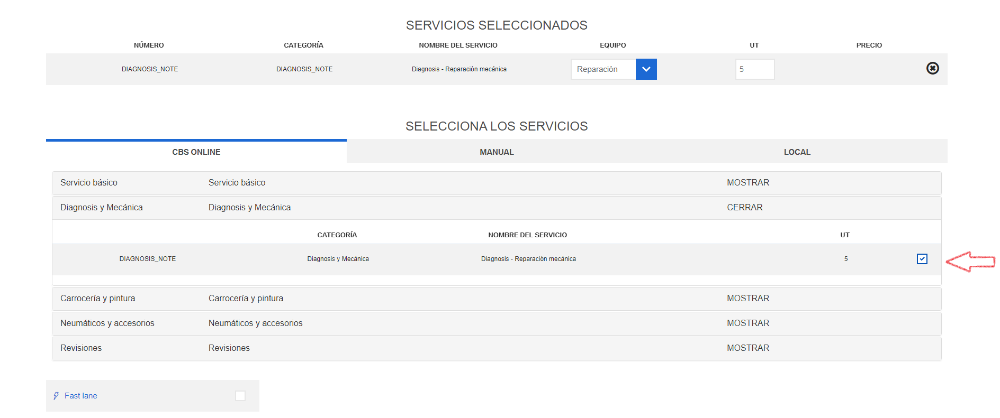 SERVICIOS SELECCIONADOS
NÚMERO CATEGORÍA NOMBRE DEL SERVICIO EQUIPO UT PRECIO
DIAGNOSIS_NOTE DIAGNOSIS_NOTE Diagnosis - Reparación mecánica Reparación 5
SELECCIONA LOS SERVICIOS
CBS ONLINE MANUAL LOCAL
Servicio básico Servicio básico MOSTRAR
Diagnosis y Mecánica Diagnosis y Mecánica CERRAR
CATEGORÍA NOMBRE DEL SERVICIO UT
DIAGNOSIS_NOTE Diagnosis y Mecánica Diagnosis - Reparación mecánica 5
Carrocería y pintura Carrocería y pintura MOSTRAR
Neumáticos y accesorios Neumáticos y accesorios MOSTRAR
Revisiones Revisiones MOSTRAR
Fast lane